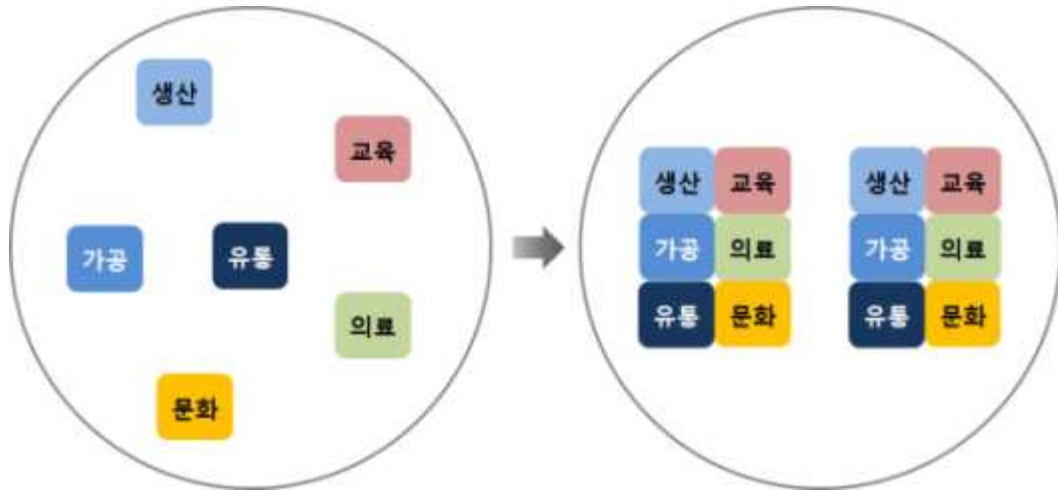 생산
교육
가공
유통
의료
문화
생산 교육
가공 의료
유통 문화
생산 교육
가공 의료
유통 문화